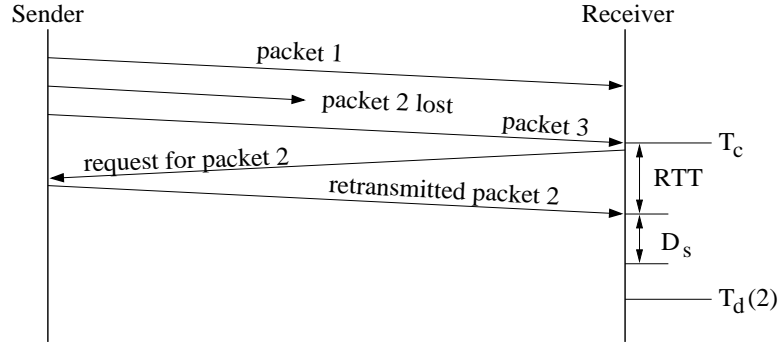 Sender
Receiver
packet 1
packet 2 lost
packet 3
T_c
request for packet 2
RTT
retransmitted packet 2
D_s
T_d(2)